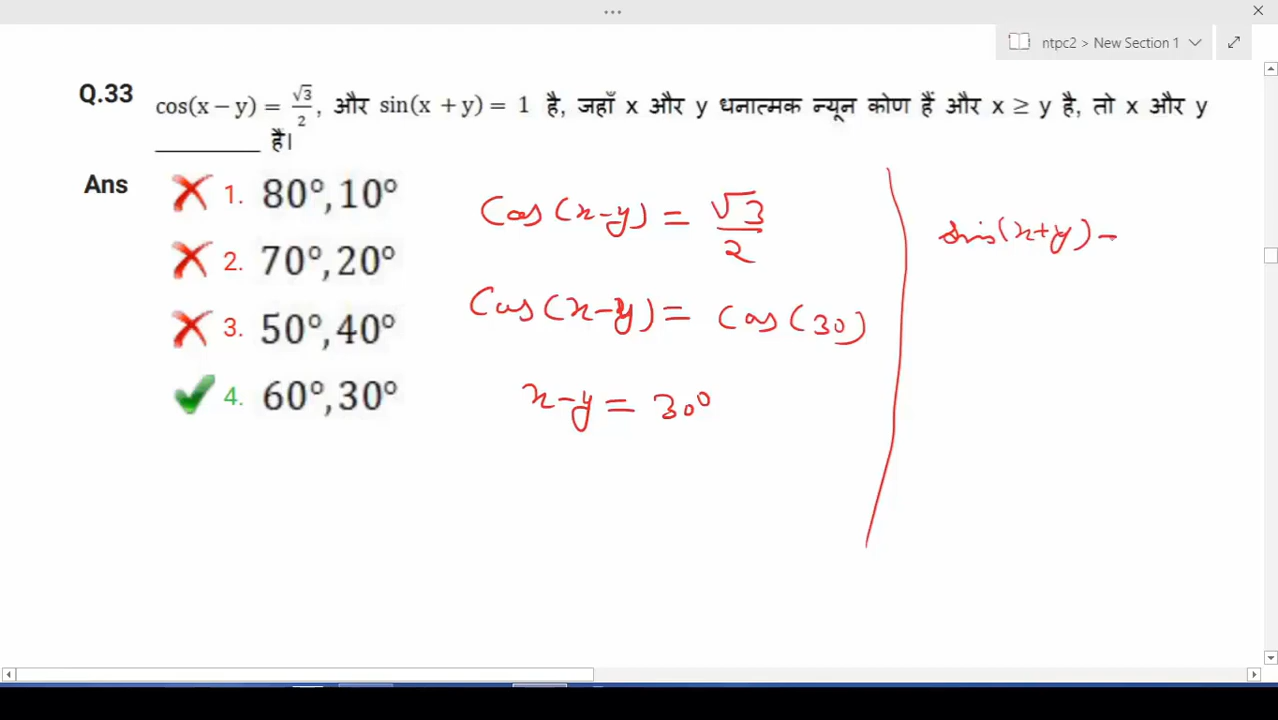 ntpc2 > New Section 1
Q.33 cos(x − y) = √3/2, और sin(x + y) = 1 है, जहाँ x और y धनात्मक न्यून कोण हैं और x ≥ y है, तो x और y
__________ है।
Ans
1. 80°,10°
2. 70°,20°
3. 50°,40°
4. 60°,30°
Cos(x-y) = √3/2
Cos(x-y) = Cos(30)
x-y = 30°
sin(x+y) -